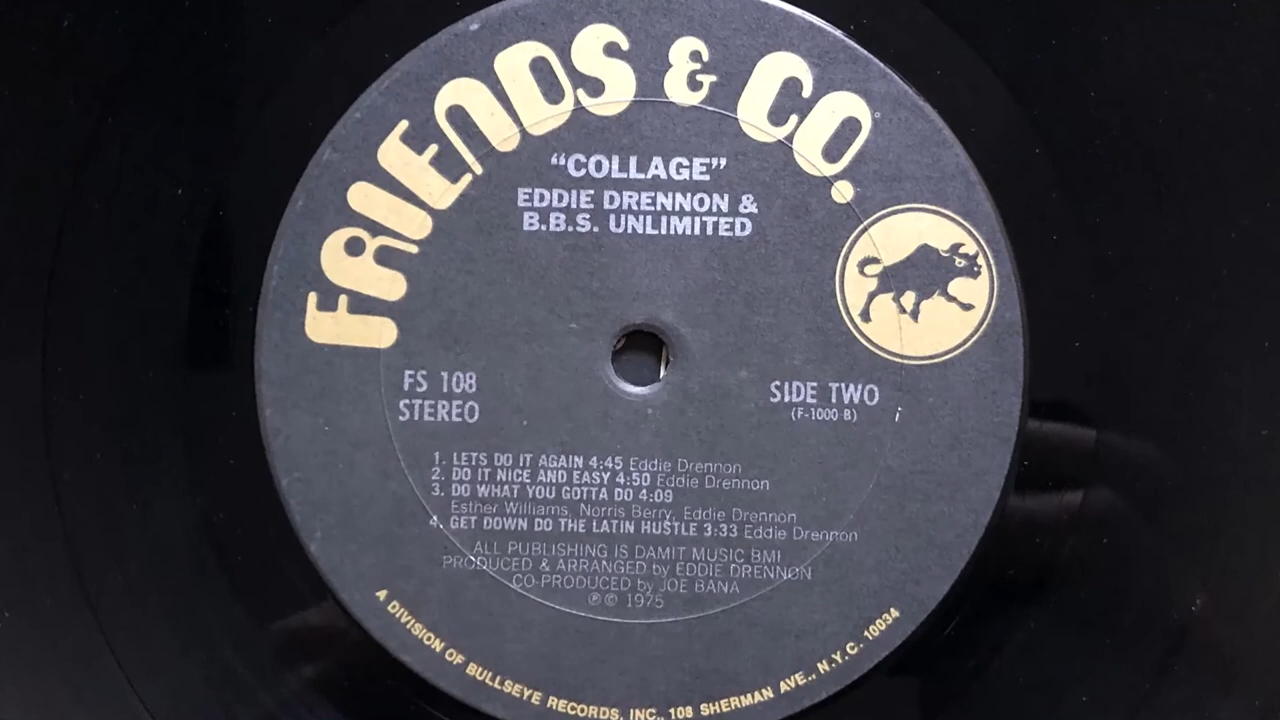 FRIENDS & CO.
"COLLAGE"
EDDIE DRENNON &
B.B.S. UNLIMITED
FS 108
STEREO
SIDE TWO
(F-1000-B)
1. LETS DO IT AGAIN 4:45 Eddie Drennon
2. DO IT NICE AND EASY 4:50 Eddie Drennon
3. DO WHAT YOU GOTTA DO 4:09
Esther Williams, Norris Berry, Eddie Drennon
4. GET DOWN DO THE LATIN HUSTLE 3:33 Eddie Drennon
ALL PUBLISHING IS DAMIT MUSIC BMI
PRODUCED & ARRANGED by EDDIE DRENNON
CO-PRODUCED by JOE BANA
℗© 1975
A DIVISION OF BULLSEYE RECORDS, INC., 108 SHERMAN AVE., N.Y.C. 10034